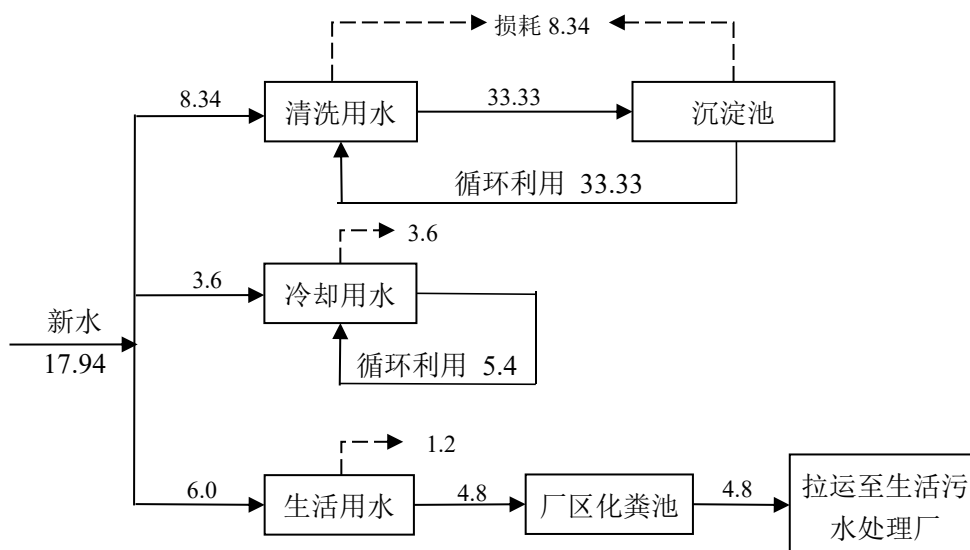 损耗 8.34
8.34
清洗用水
33.33
沉淀池
循环利用 33.33
3.6
3.6
冷却用水
新水
17.94
循环利用 5.4
1.2
6.0
生活用水
4.8
厂区化粪池
4.8
拉运至生活污
水处理厂